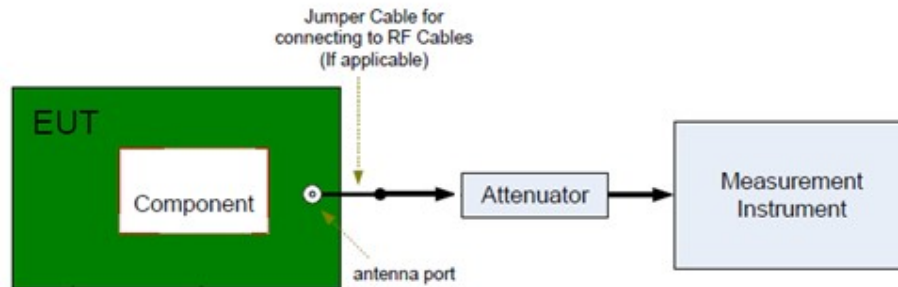 Jumper Cable for
connecting to RF Cables
(If applicable)
EUT
Component
Attenuator
Measurement
Instrument
antenna port